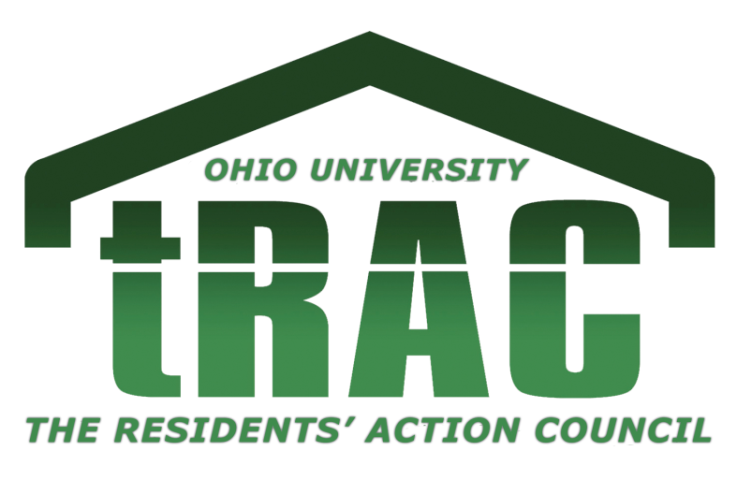 OHIO UNIVERSITY
tRAC
THE RESIDENTS’ ACTION COUNCIL